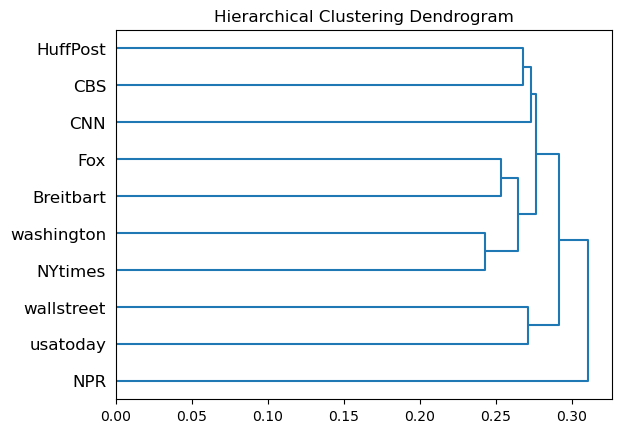 Hierarchical Clustering Dendrogram
HuffPost
CBS
CNN
Fox
Breitbart
washington
NYtimes
wallstreet
usatoday
NPR
0.00 0.05 0.10 0.15 0.20 0.25 0.30